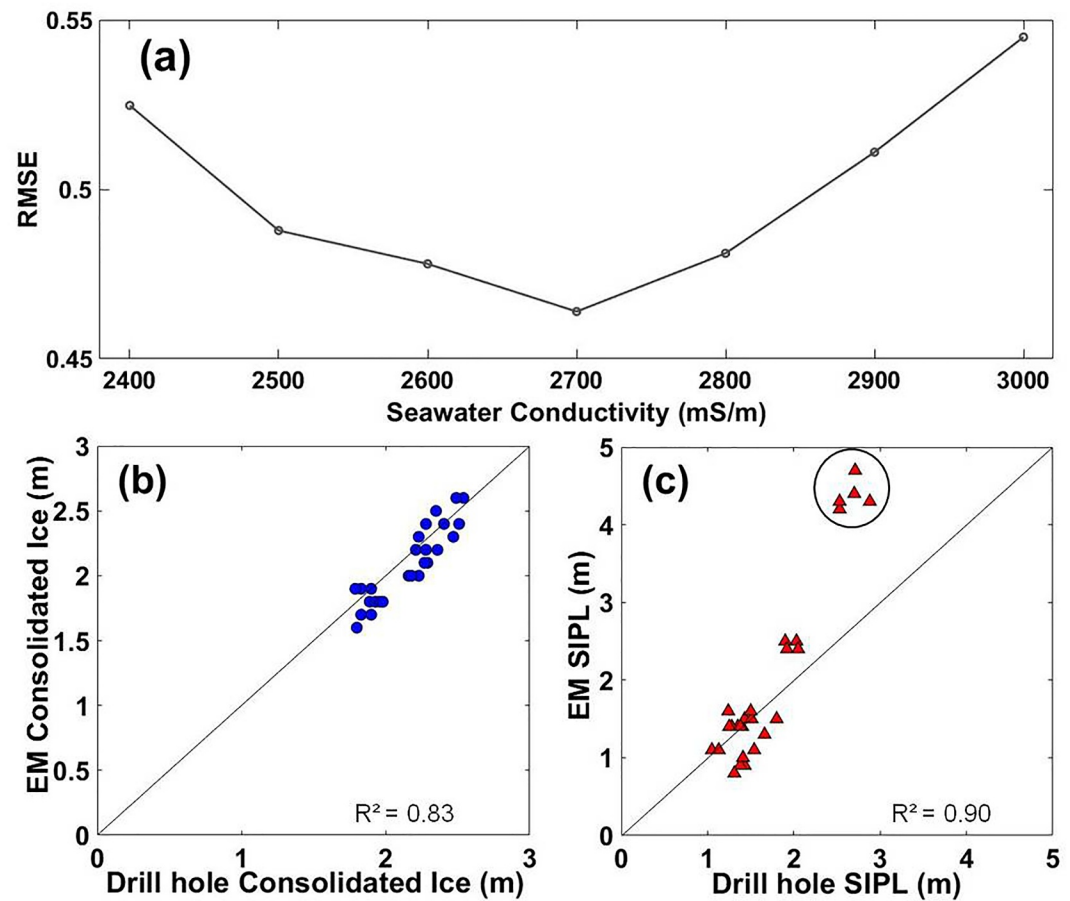 (a)
0.55
0.5
0.45
RMSE
2400 2500 2600 2700 2800 2900 3000
Seawater Conductivity (mS/m)
(b)
3
2.5
2
1.5
1
0.5
0
EM Consolidated Ice (m)
R² = 0.83
0 1 2 3
Drill hole Consolidated Ice (m)
(c)
5
4
3
2
1
0
EM SIPL (m)
R² = 0.90
0 1 2 3 4 5
Drill hole SIPL (m)